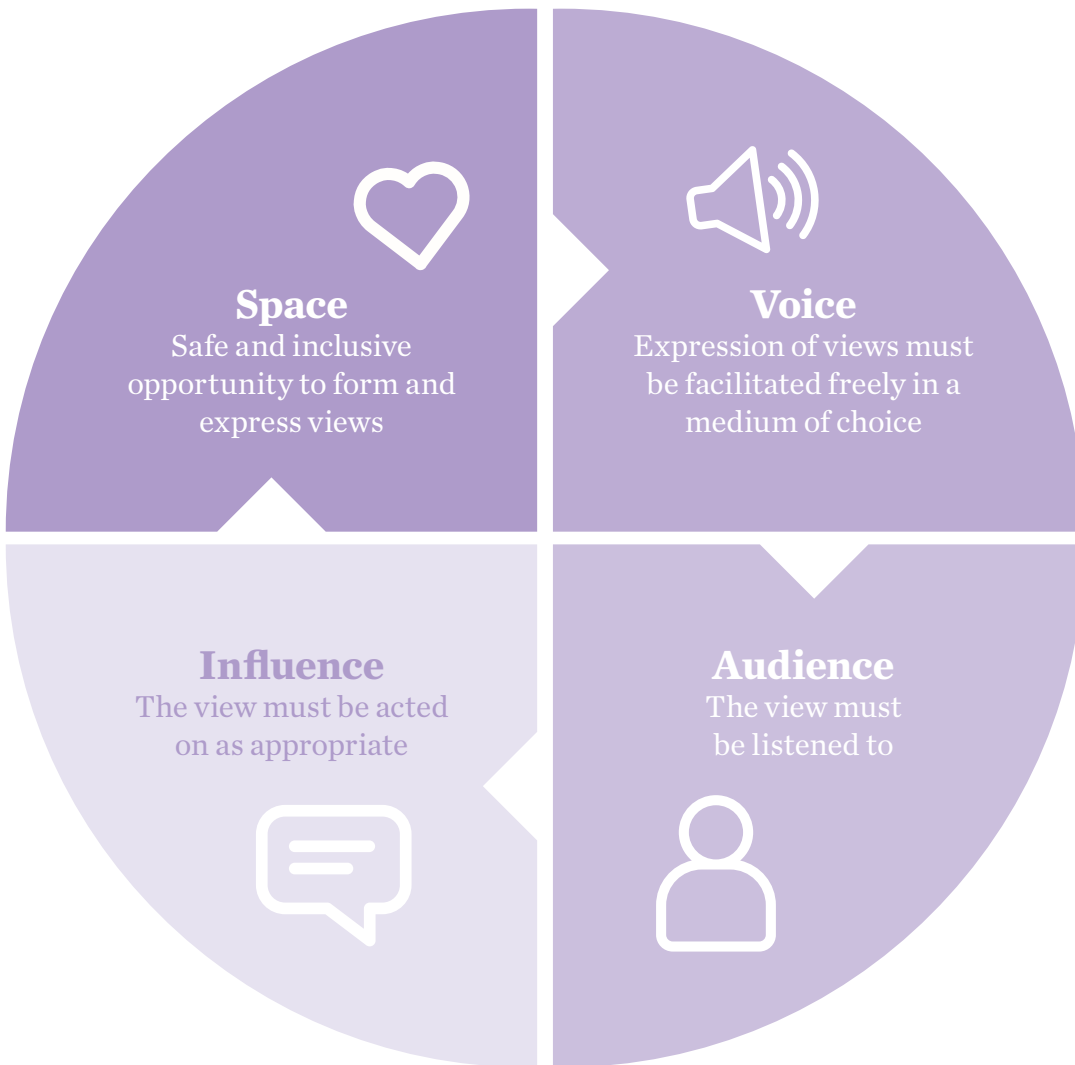 Space
Safe and inclusive
opportunity to form and
express views
Voice
Expression of views must
be facilitated freely in a
medium of choice
Influence
The view must be acted
on as appropriate
Audience
The view must
be listened to